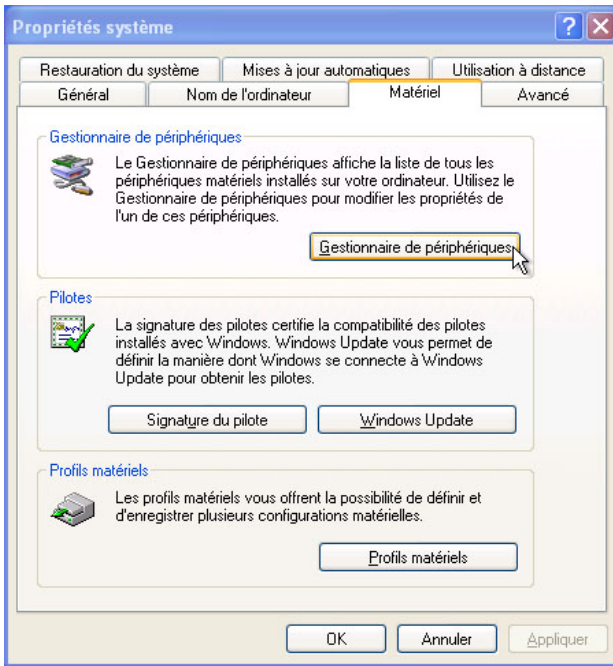 Propriétés système
Restauration du système Mises à jour automatiques Utilisation à distance
Général Nom de l'ordinateur Matériel Avancé
Gestionnaire de périphériques
Le Gestionnaire de périphériques affiche la liste de tous les
périphériques matériels installés sur votre ordinateur. Utilisez le
Gestionnaire de périphériques pour modifier les propriétés de
l'un de ces périphériques.
Gestionnaire de périphériques
Pilotes
La signature des pilotes certifie la compatibilité des pilotes
installés avec Windows. Windows Update vous permet de
définir la manière dont Windows se connecte à Windows
Update pour obtenir les pilotes.
Signature du pilote Windows Update
Profils matériels
Les profils matériels vous offrent la possibilité de définir et
d'enregistrer plusieurs configurations matérielles.
Profils matériels
OK Annuler Appliquer